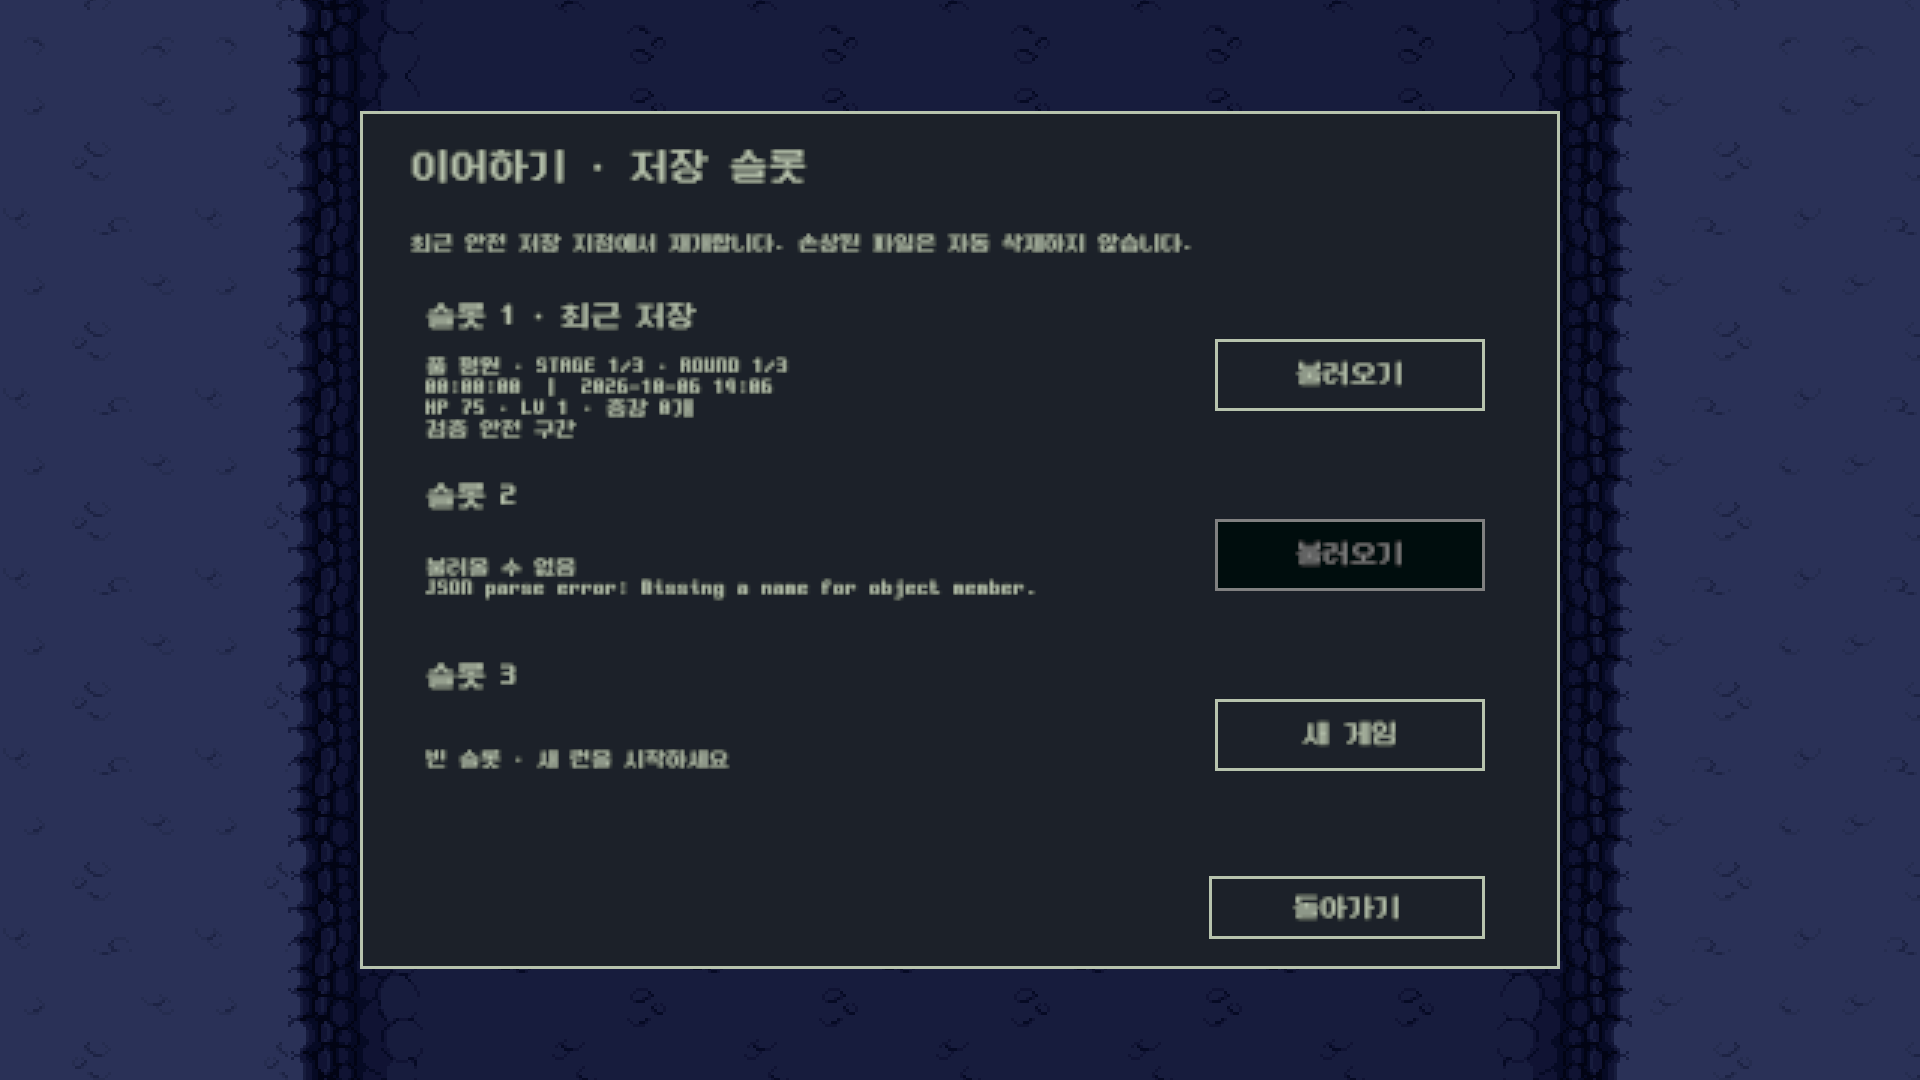 이어하기 · 저장 슬롯
최근 안전 저장 지점에서 재개합니다. 손상된 파일은 자동 삭제하지 않습니다.
슬롯 1 · 최근 저장
풀 평원 · STAGE 1/3 · ROUND 1/3
00:00:00 | 2026-10-06 14:06
HP 75 · LV 1 · 증강 0개
검증 안전 구간
불러오기
슬롯 2
불러올 수 없음
JSON parse error: Missing a name for object member.
불러오기
슬롯 3
빈 슬롯 · 새 런을 시작하세요
새 게임
돌아가기